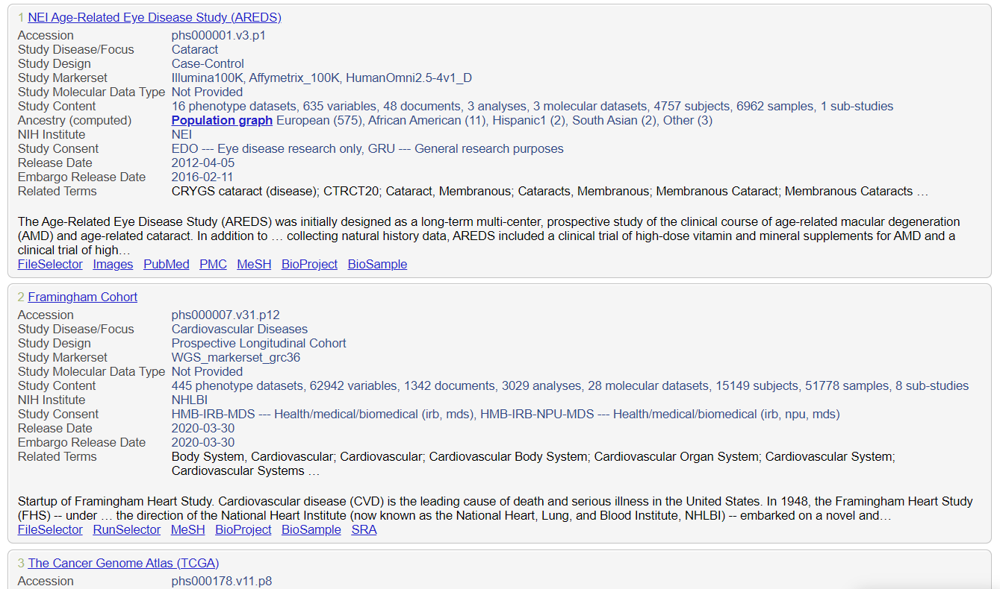 1 NEI Age-Related Eye Disease Study (AREDS)
Accession phs000001.v3.p1
Study Disease/Focus Cataract
Study Design Case-Control
Study Markerset Illumina100K, Affymetrix_100K, HumanOmni2.5-4v1_D
Study Molecular Data Type Not Provided
Study Content 16 phenotype datasets, 635 variables, 48 documents, 3 analyses, 3 molecular datasets, 4757 subjects, 6962 samples, 1 sub-studies
Ancestry (computed) Population graph European (575), African American (11), Hispanic1 (2), South Asian (2), Other (3)
NIH Institute NEI
Study Consent EDO --- Eye disease research only, GRU --- General research purposes
Release Date 2012-04-05
Embargo Release Date 2016-02-11
Related Terms CRYGS cataract (disease); CTRCT20; Cataract, Membranous; Cataracts, Membranous; Membranous Cataract; Membranous Cataracts …
The Age-Related Eye Disease Study (AREDS) was initially designed as a long-term multi-center, prospective study of the clinical course of age-related macular degeneration
(AMD) and age-related cataract. In addition to … collecting natural history data, AREDS included a clinical trial of high-dose vitamin and mineral supplements for AMD and a
clinical trial of high…
FileSelector Images PubMed PMC MeSH BioProject BioSample
2 Framingham Cohort
Accession phs000007.v31.p12
Study Disease/Focus Cardiovascular Diseases
Study Design Prospective Longitudinal Cohort
Study Markerset WGS_markerset_grc36
Study Molecular Data Type Not Provided
Study Content 445 phenotype datasets, 62942 variables, 1342 documents, 3029 analyses, 28 molecular datasets, 15149 subjects, 51778 samples, 8 sub-studies
NIH Institute NHLBI
Study Consent HMB-IRB-MDS --- Health/medical/biomedical (irb, mds), HMB-IRB-NPU-MDS --- Health/medical/biomedical (irb, npu, mds)
Release Date 2020-03-30
Embargo Release Date 2020-03-30
Related Terms Body System, Cardiovascular; Cardiovascular; Cardiovascular Body System; Cardiovascular Organ System; Cardiovascular System;
Cardiovascular Systems …
Startup of Framingham Heart Study. Cardiovascular disease (CVD) is the leading cause of death and serious illness in the United States. In 1948, the Framingham Heart Study
(FHS) -- under … the direction of the National Heart Institute (now known as the National Heart, Lung, and Blood Institute, NHLBI) -- embarked on a novel and…
FileSelector RunSelector MeSH BioProject BioSample SRA
3 The Cancer Genome Atlas (TCGA)
Accession phs000178.v11.p8